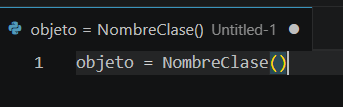 objeto = NombreClase() Untitled-1
1 objeto = NombreClase()